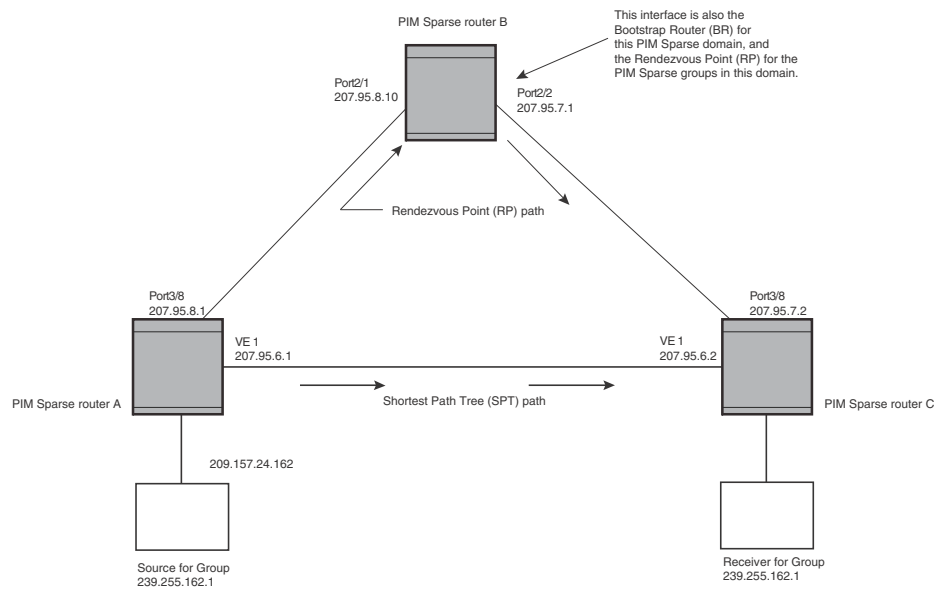 PIM Sparse router B
This interface is also the
Bootstrap Router (BR) for
this PIM Sparse domain, and
the Rendezvous Point (RP) for the
PIM Sparse groups in this domain.
Port2/1
207.95.8.10
Port2/2
207.95.7.1
Rendezvous Point (RP) path
Port3/8
207.95.8.1
Port3/8
207.95.7.2
VE 1
207.95.6.1
VE 1
207.95.6.2
PIM Sparse router A
Shortest Path Tree (SPT) path
PIM Sparse router C
209.157.24.162
Source for Group
239.255.162.1
Receiver for Group
239.255.162.1